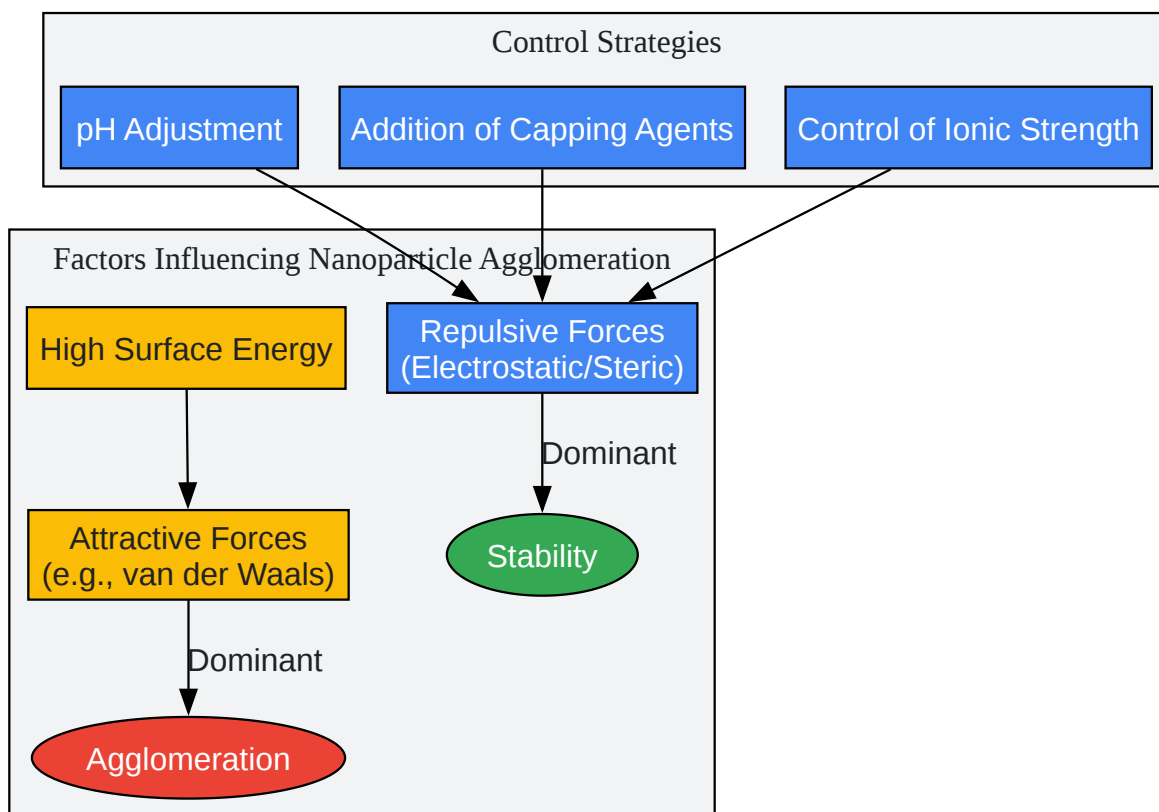 Control Strategies
pH Adjustment
Addition of Capping Agents
Control of Ionic Strength
Factors Influencing Nanoparticle Agglomeration
High Surface Energy
Repulsive Forces
(Electrostatic/Steric)
Dominant
Attractive Forces
(e.g., van der Waals)
Stability
Dominant
Agglomeration